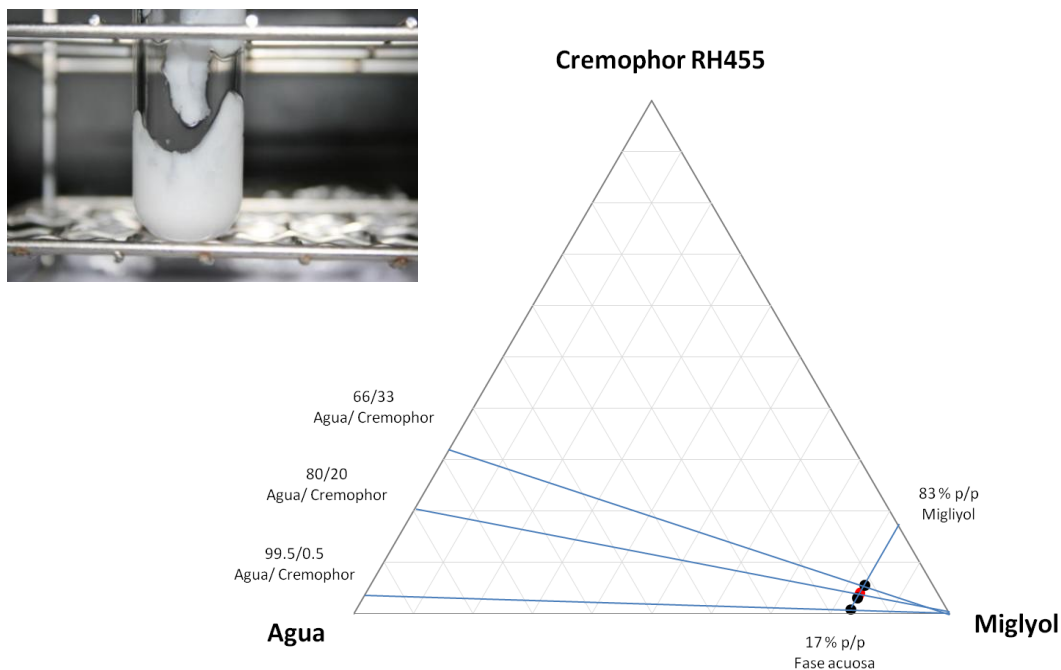 Cremophor RH455
66/33
Agua/ Cremophor
80/20
Agua/ Cremophor
99.5/0.5
Agua/ Cremophor
83% p/p
Migliyol
Agua
Miglyol
17% p/p
Fase acuosa